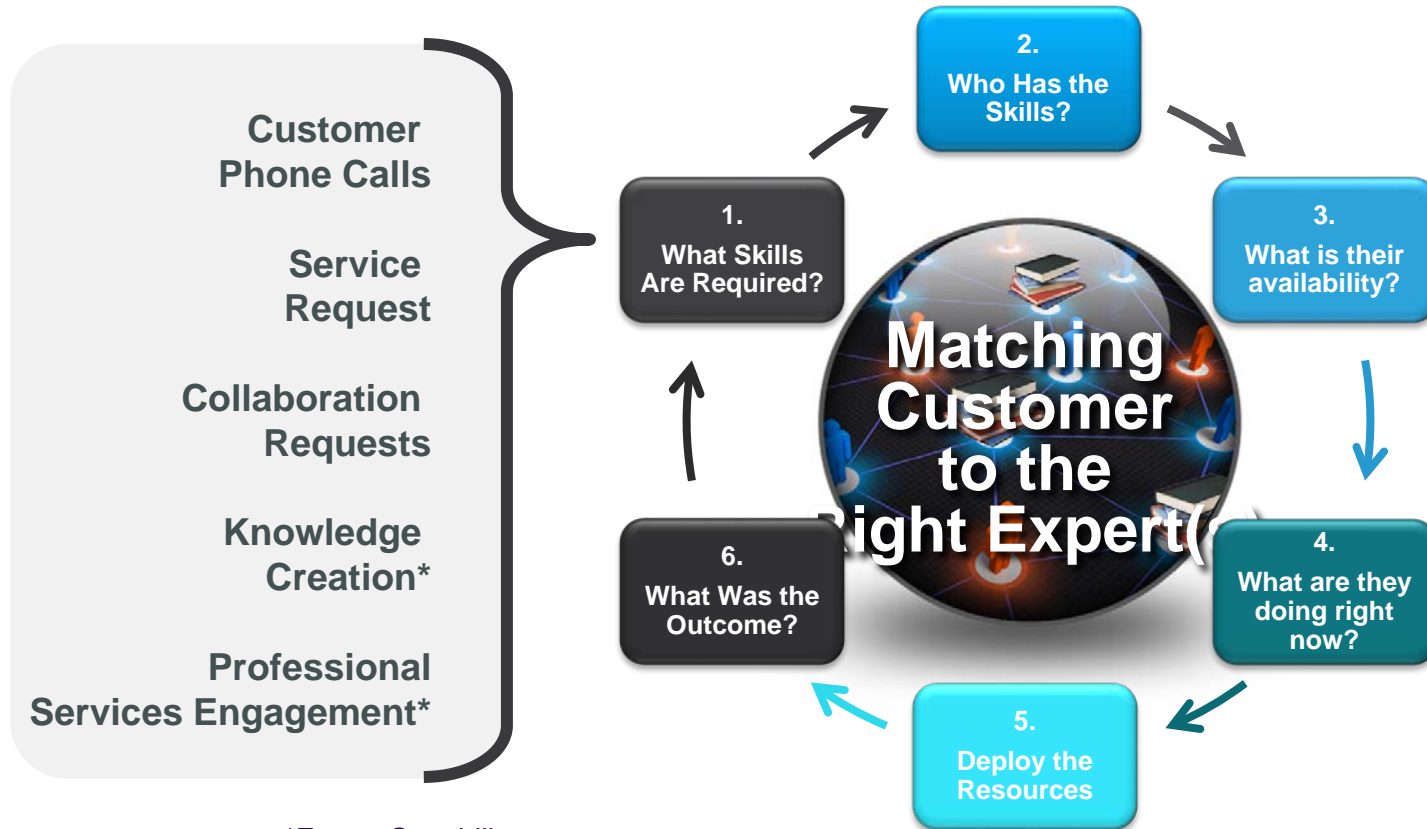 Customer
Phone Calls
Service
Request
Collaboration
Requests
Knowledge
Creation*
Professional
Services Engagement*
1.
What Skills
Are Required?
2.
Who Has the
Skills?
3.
What is their
availability?
4.
What are they
doing right
now?
5.
Deploy the
Resources
6.
What Was the
Outcome?
Matching
Customer
to the
Right Expert(s)